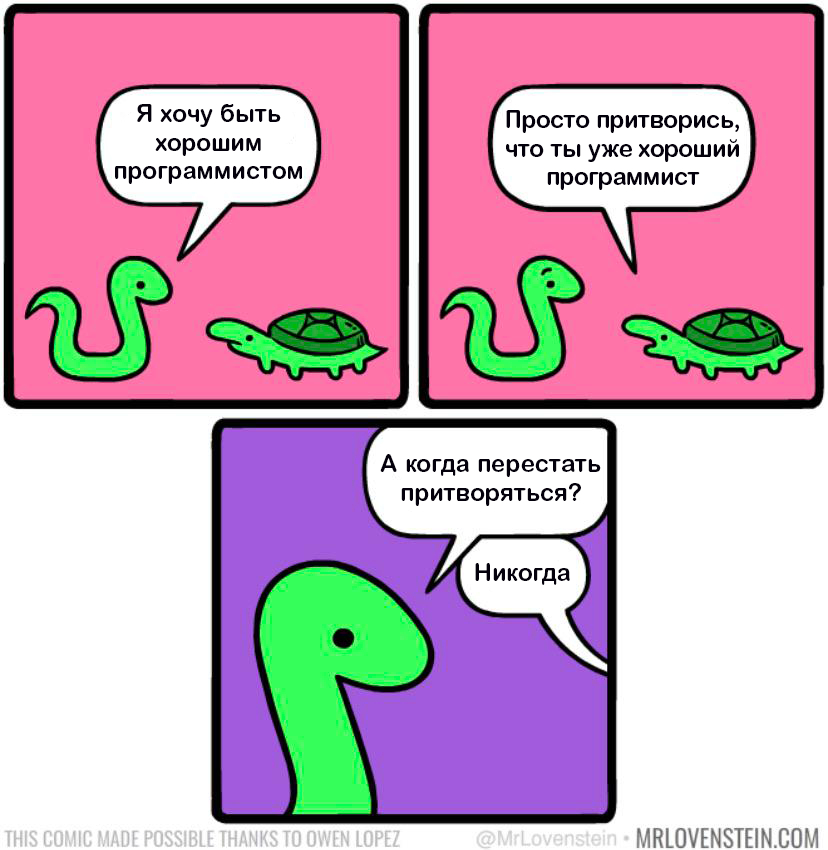 Я хочу быть
хорошим
программистом
Просто притворись,
что ты уже хороший
программист
А когда перестать
притворяться?
Никогда
THIS COMIC MADE POSSIBLE THANKS TO OWEN LOPEZ
@MrLovenstein • MRLOVENSTEIN.COM